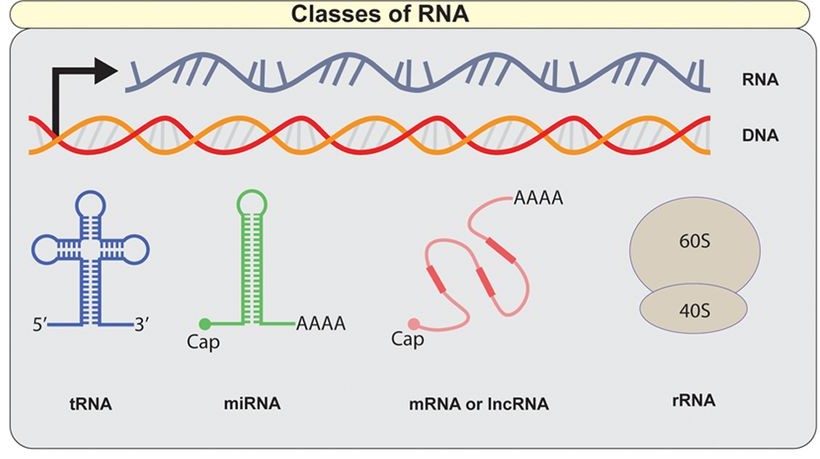 Classes of RNA
RNA
DNA
5′
3′
tRNA
Cap
AAAA
miRNA
Cap
AAAA
mRNA or lncRNA
60S
40S
rRNA